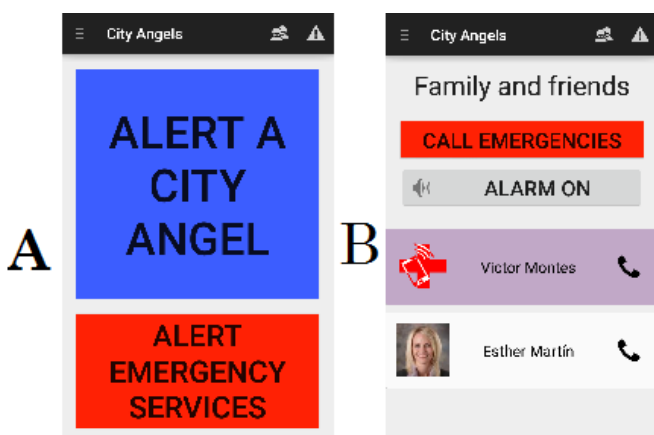 City Angels
ALERT A
CITY
ANGEL
ALERT
EMERGENCY
SERVICES
A
City Angels
Family and friends
CALL EMERGENCIES
ALARM ON
Victor Montes
Esther Martín
B